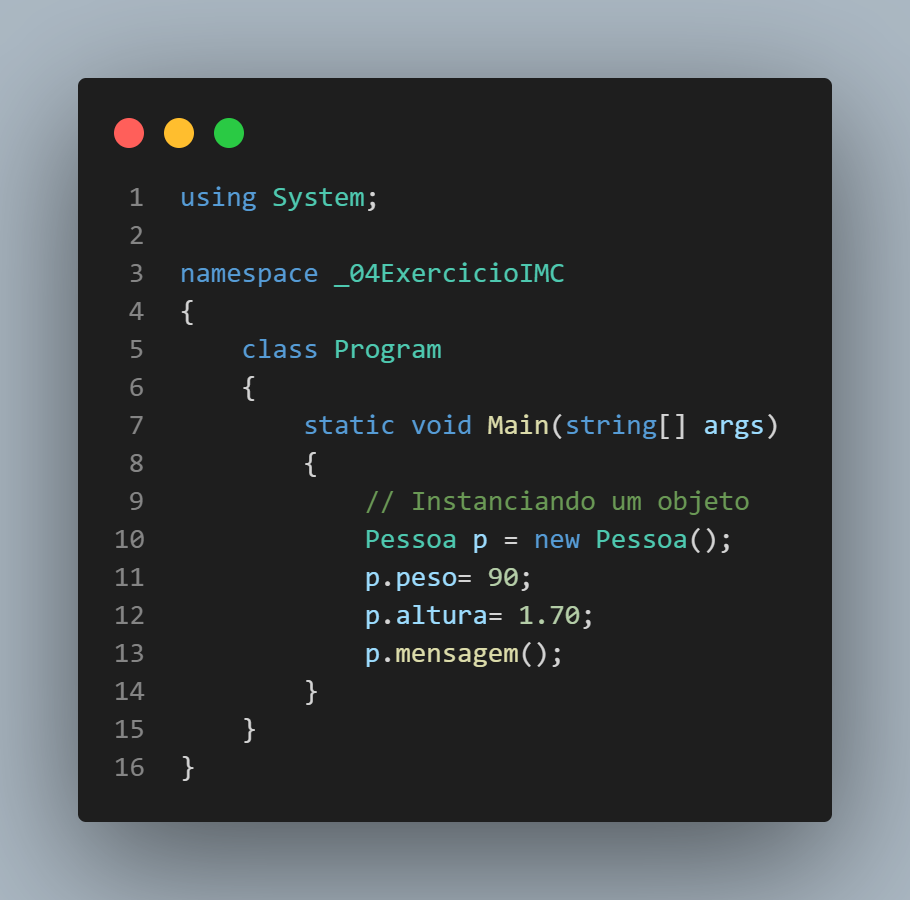 1 using System;
2
3 namespace _04ExercicioIMC
4 {
5     class Program
6     {
7         static void Main(string[] args)
8         {
9             // Instanciando um objeto
10             Pessoa p = new Pessoa();
11             p.peso= 90;
12             p.altura= 1.70;
13             p.mensagem();
14         }
15     }
16 }